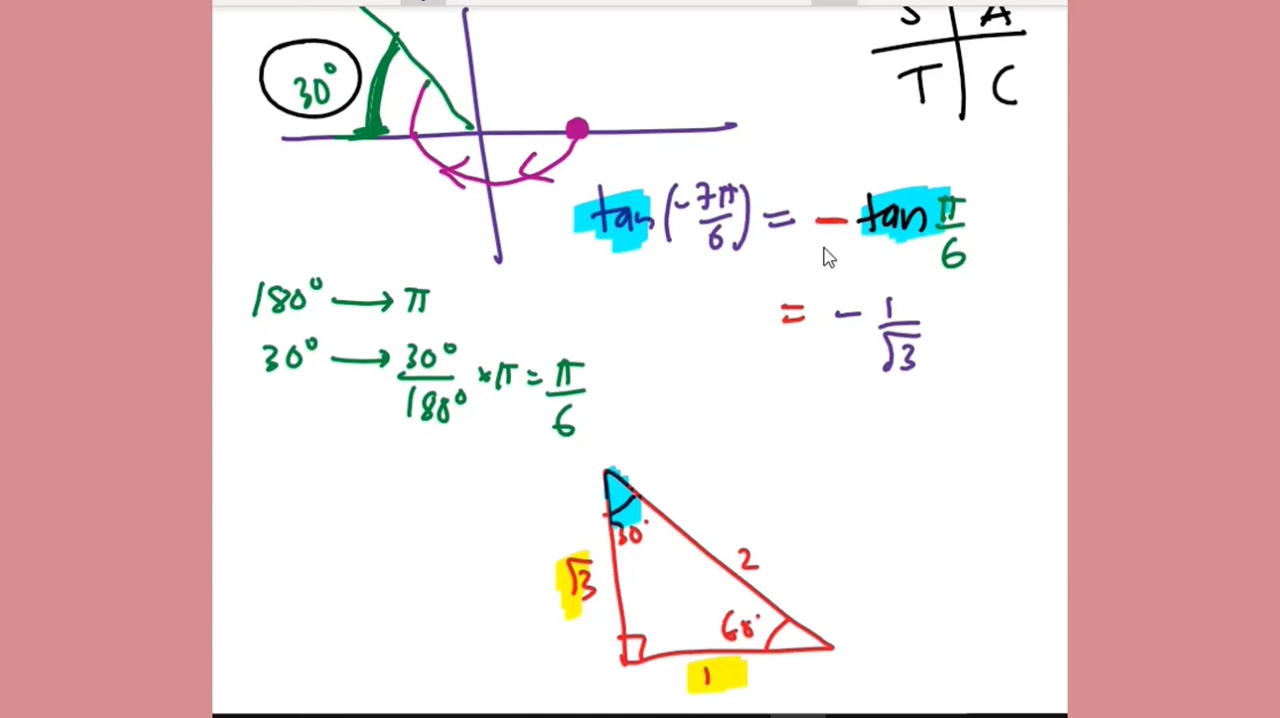 S A
T C
30°
tan(-7π/6) = - tan π/6
= - 1/√3
180° → π
30° → 30°/180° * π = π/6
30°
√3
2
60°
1